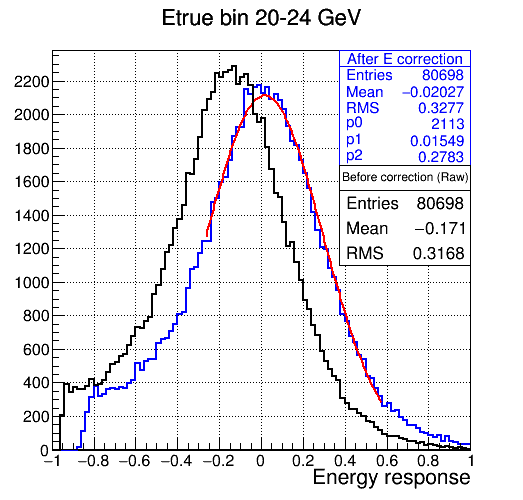 Etrue bin 20-24 GeV
After E correction
Entries 80698
Mean −0.02027
RMS 0.3277
p0 2113
p1 0.01549
p2 0.2783
Before correction (Raw)
Entries 80698
Mean −0.171
RMS 0.3168
2200
2000
1800
1600
1400
1200
1000
800
600
400
200
0
−1 −0.8 −0.6 −0.4 −0.2 0 0.2 0.4 0.6 0.8 1
Energy response